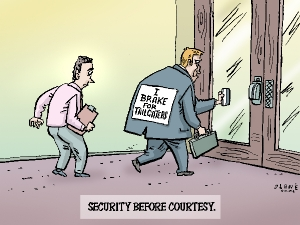 I
BRAKE
FOR
TAILGATERS
SECURITY BEFORE COURTESY.